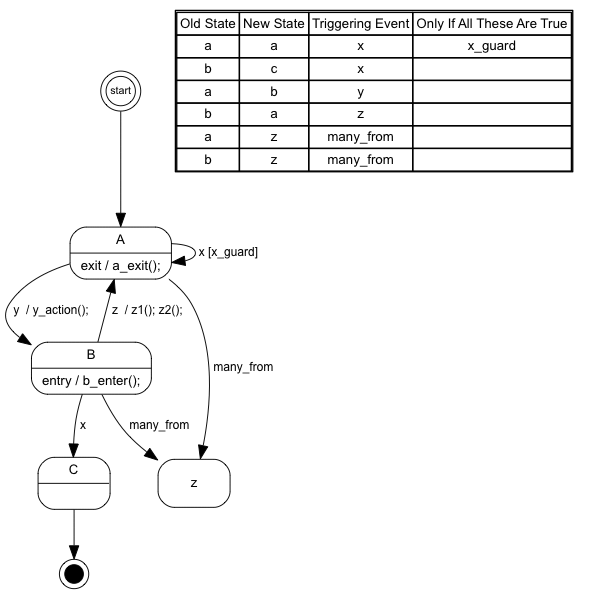 Old State New State Triggering Event Only If All These Are True
a a x x_guard
b c x
a b y
b a z
a z many_from
b z many_from
start
A
exit / a_exit();
x [x_guard]
y / y_action();
z / z1(); z2();
B
entry / b_enter();
many_from
x
many_from
C
z